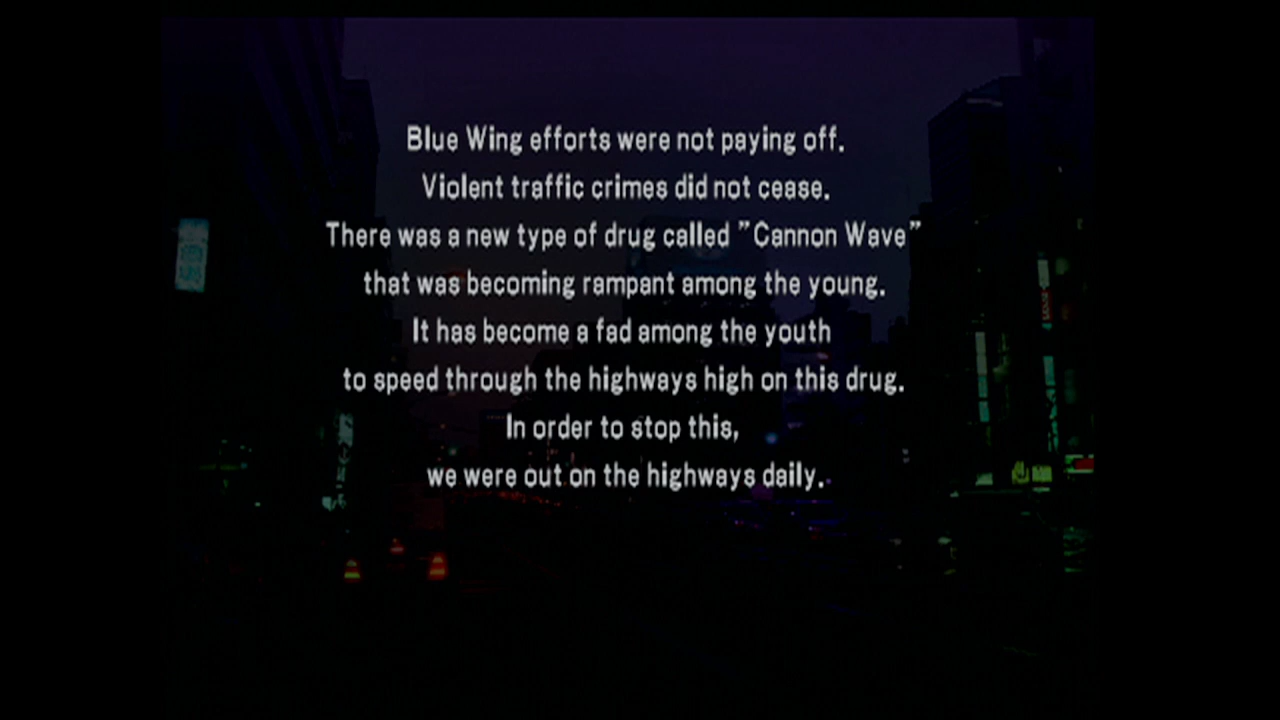 Blue Wing efforts were not paying off.
Violent traffic crimes did not cease.
There was a new type of drug called "Cannon Wave"
that was becoming rampant among the young.
It has become a fad among the youth
to speed through the highways high on this drug.
In order to stop this,
we were out on the highways daily.